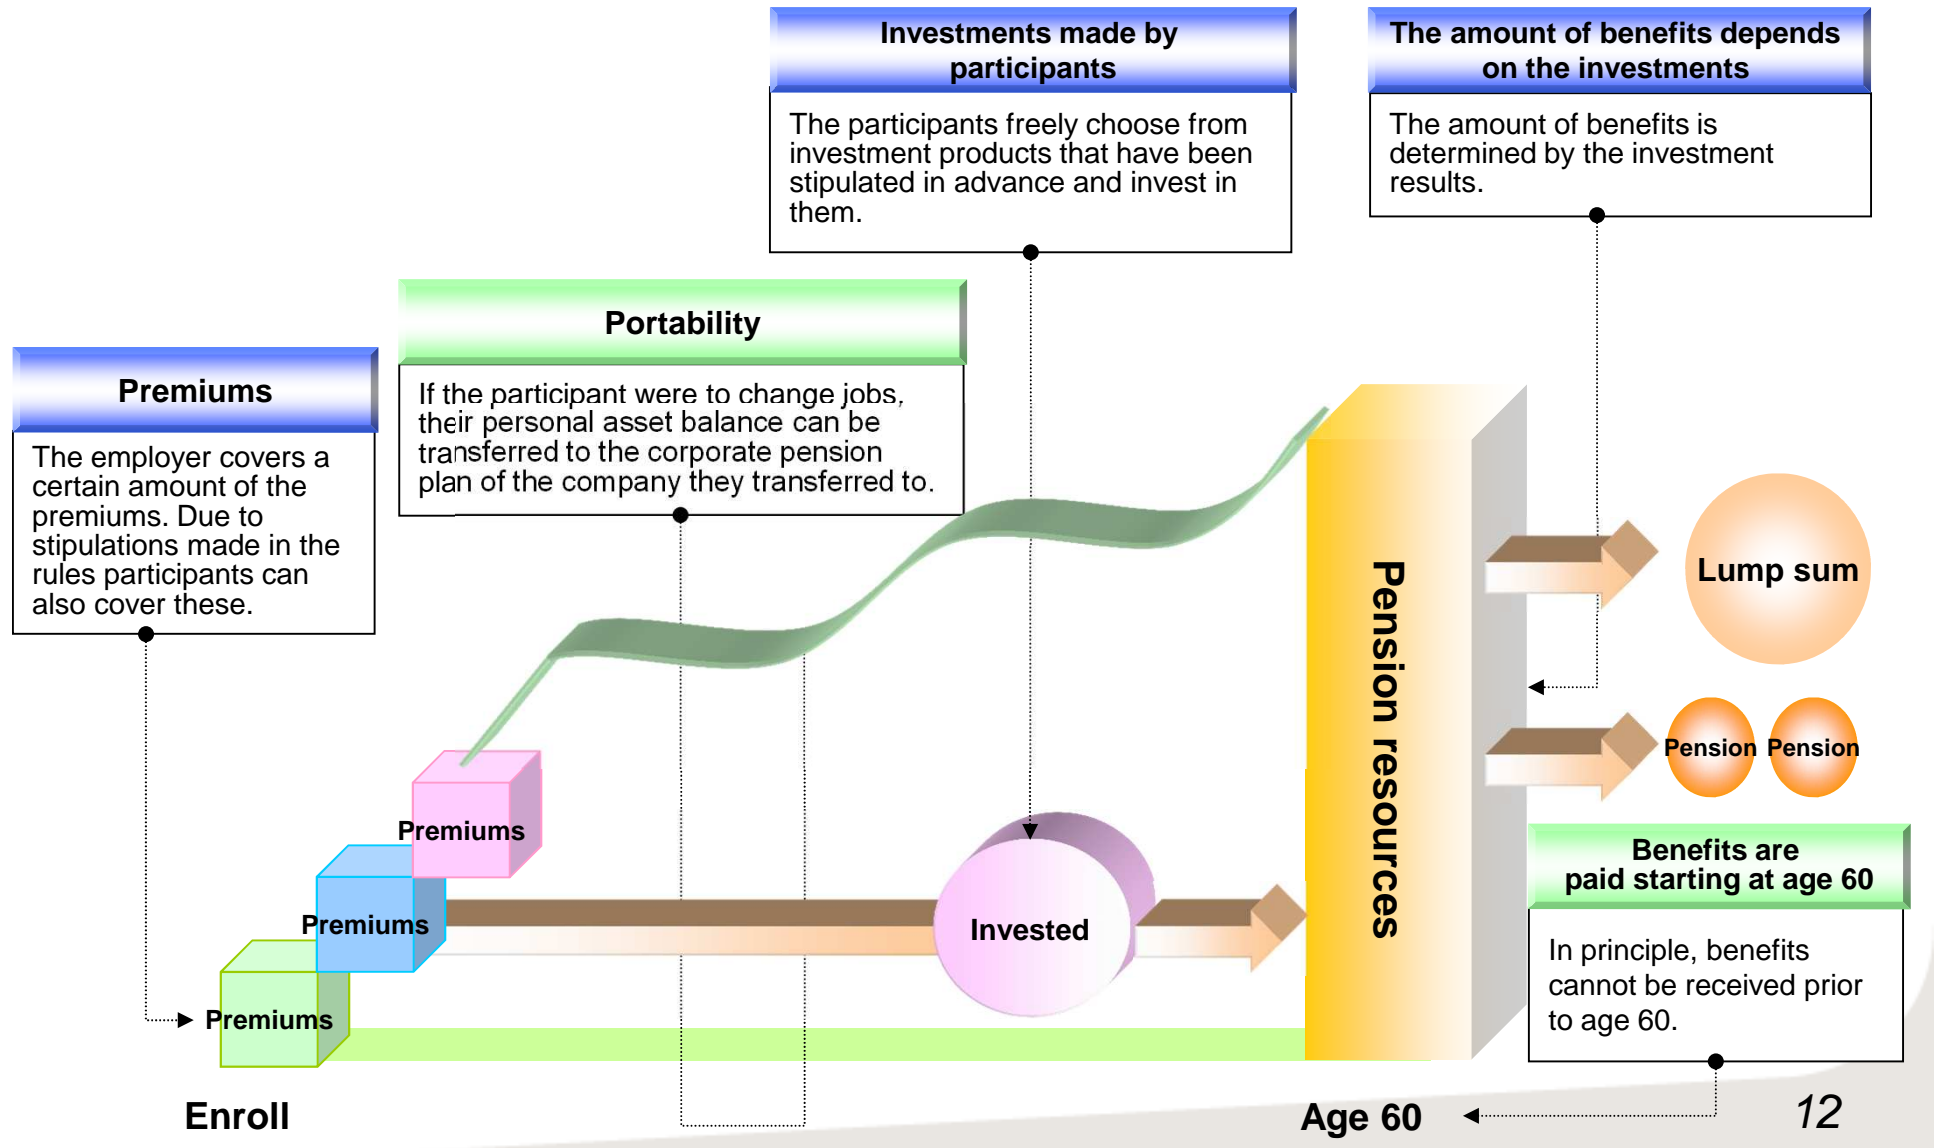 Investments made by
participants
The participants freely choose from
investment products that have been
stipulated in advance and invest in
them.
The amount of benefits depends
on the investments
The amount of benefits is
determined by the investment
results.
Portability
If the participant were to change jobs,
their personal asset balance can be
transferred to the corporate pension
plan of the company they transferred to.
Premiums
The employer covers a
certain amount of the
premiums. Due to
stipulations made in the
rules participants can
also cover these.
Premiums
Premiums
Premiums
Invested
Pension resources
Lump sum
Pension
Pension
Benefits are
paid starting at age 60
In principle, benefits
cannot be received prior
to age 60.
Enroll
Age 60
12